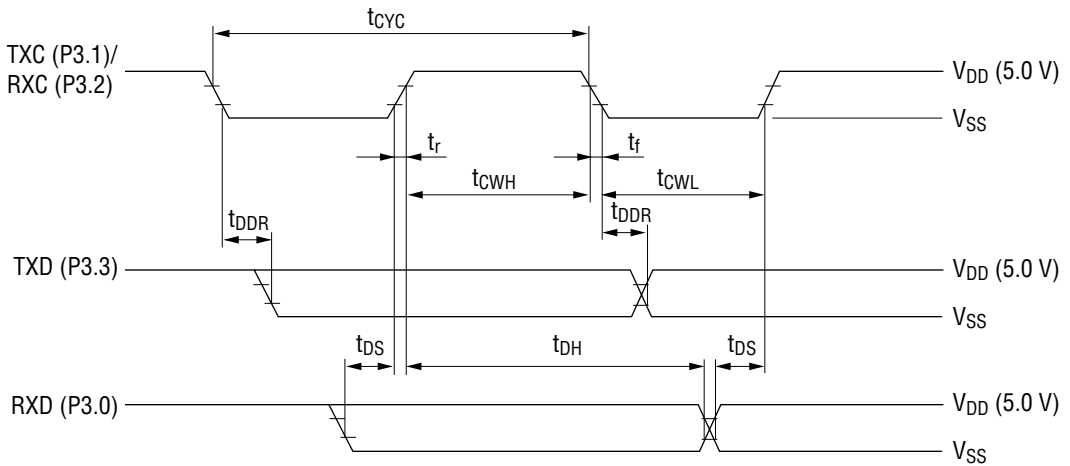 tCYC
TXC (P3.1)/
RXC (P3.2)
VDD (5.0 V)
VSS
tr
tf
tCWH
tCWL
tDDR
tDDR
TXD (P3.3)
VDD (5.0 V)
VSS
tDS
tDH
tDS
RXD (P3.0)
VDD (5.0 V)
VSS